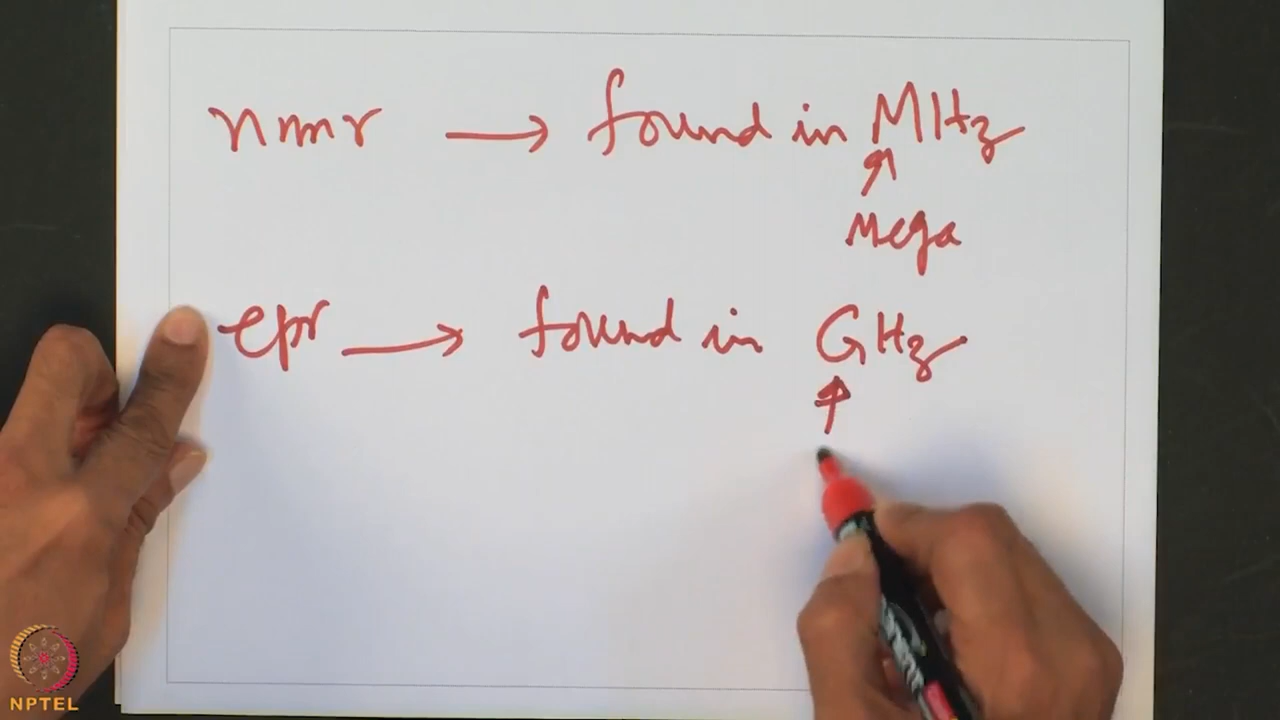 nmr → found in MHz
Mega
epr → found in GHz
NPTEL